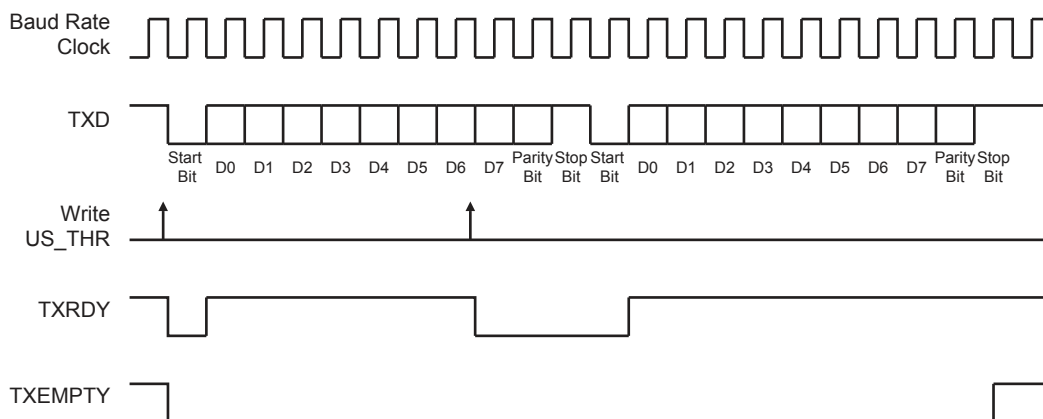 Baud Rate
Clock
TXD
Start
Bit
D0 D1 D2 D3 D4 D5 D6 D7
Parity
Bit
Stop
Bit
Start
Bit
D0 D1 D2 D3 D4 D5 D6 D7
Parity
Bit
Stop
Bit
Write
US_THR
TXRDY
TXEMPTY